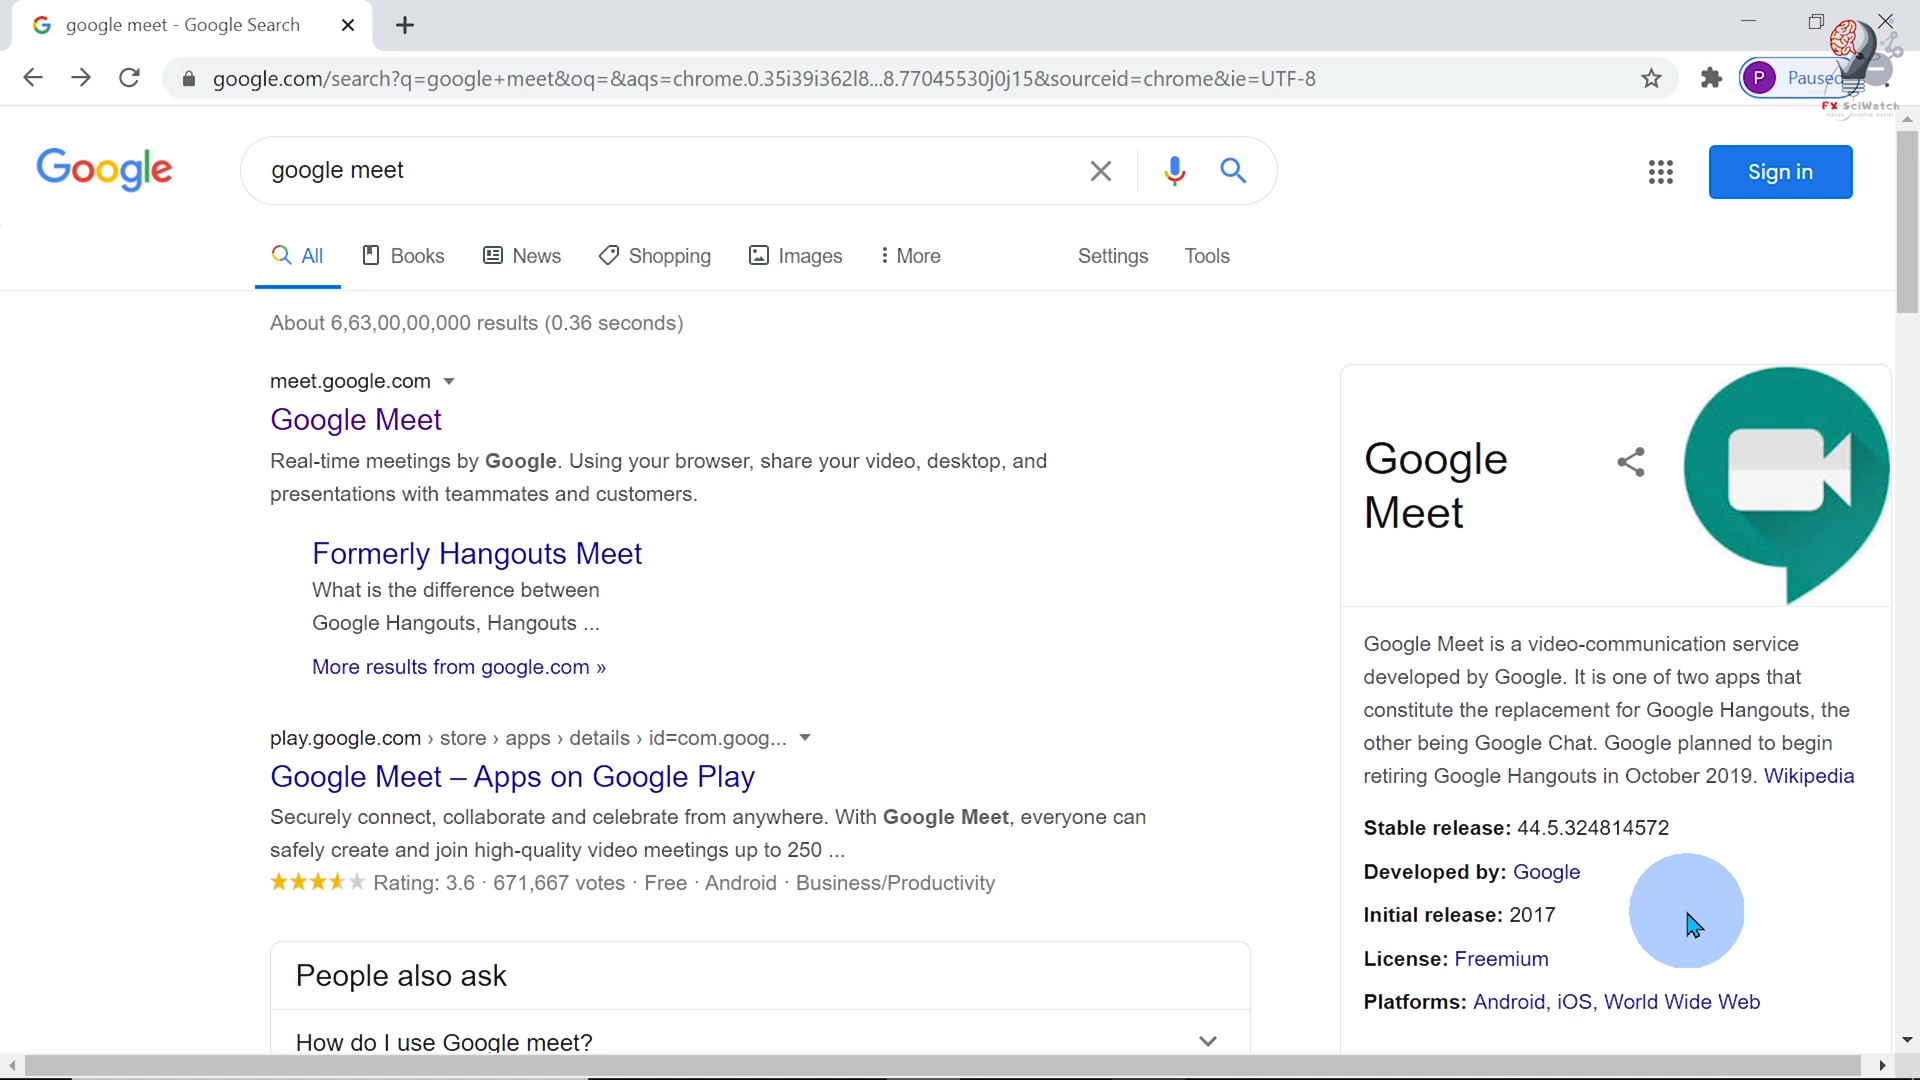 google meet - Google Search
google.com/search?q=google+meet&oq=&aqs=chrome.0.35i39i362l8...8.77045530j0j15&sourceid=chrome&ie=UTF-8
P Paused
FX SciWatch
Google
google meet
Sign in
All Books News Shopping Images More Settings Tools
About 6,63,00,00,000 results (0.36 seconds)
meet.google.com
Google Meet
Real-time meetings by Google. Using your browser, share your video, desktop, and
presentations with teammates and customers.
Formerly Hangouts Meet
What is the difference between
Google Hangouts, Hangouts ...
More results from google.com »
play.google.com › store › apps › details › id=com.goog...
Google Meet – Apps on Google Play
Securely connect, collaborate and celebrate from anywhere. With Google Meet, everyone can
safely create and join high-quality video meetings up to 250 ...
Rating: 3.6 · 671,667 votes · Free · Android · Business/Productivity
People also ask
How do I use Google meet?
Google
Meet
Google Meet is a video-communication service
developed by Google. It is one of two apps that
constitute the replacement for Google Hangouts, the
other being Google Chat. Google planned to begin
retiring Google Hangouts in October 2019. Wikipedia
Stable release: 44.5.324814572
Developed by: Google
Initial release: 2017
License: Freemium
Platforms: Android, iOS, World Wide Web